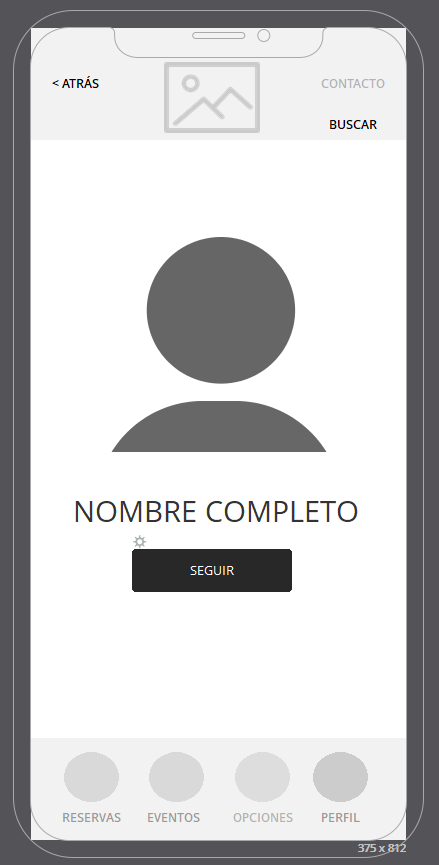 < ATRÁS
CONTACTO
BUSCAR
NOMBRE COMPLETO
SEGUIR
RESERVAS EVENTOS OPCIONES PERFIL
375 x 812